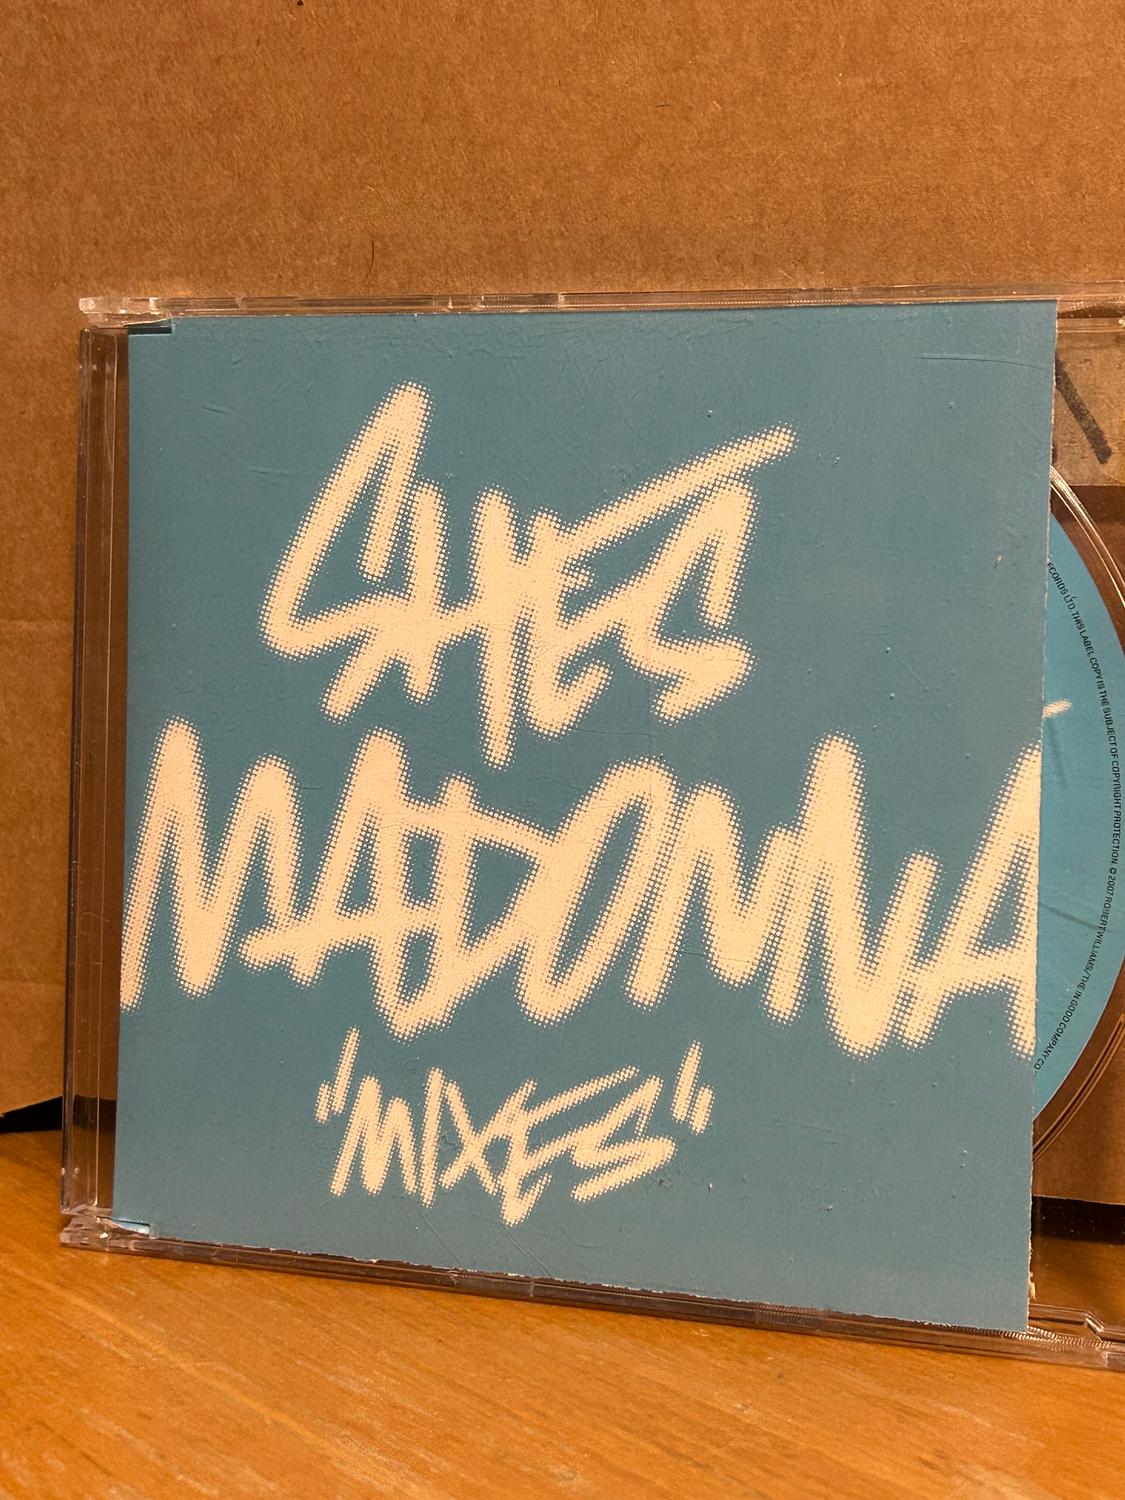 SHES
MADONNA
"MIXES"
ECORDS LTD. THIS LABEL COPY IS THE SUBJECT OF COPYRIGHT PROTECTION © 2007 ROBERT WILLIAMS/THE IN GOOD COMPANY CO